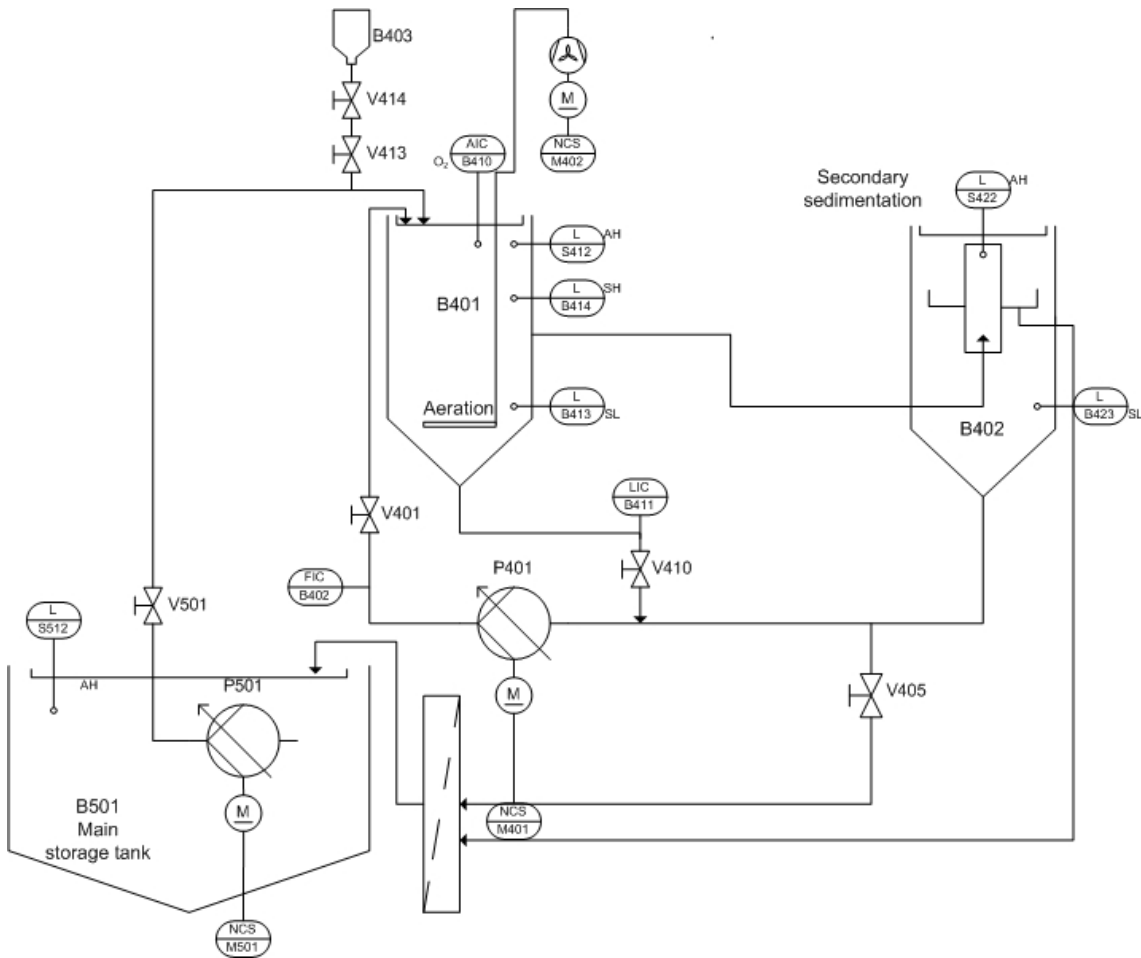 B403
V414
V413
M
NCS
M402
AIC
B410
O₂
Secondary
sedimentation
L
S422
AH
L
S412
AH
L
B414
SH
B401
Aeration
L
B413
SL
L
B423
SL
B402
LIC
B411
V401
V410
P401
FIC
B402
V501
L
S512
AH
P501
M
V405
B501
Main
storage tank
M
NCS
M401
NCS
M501